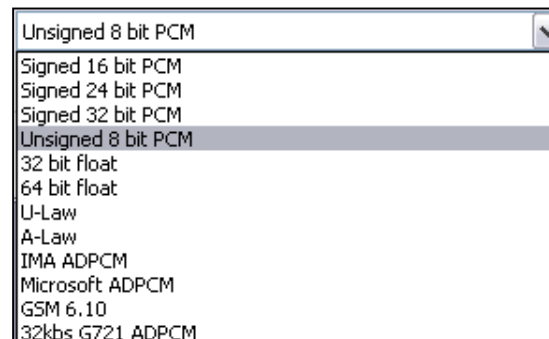 Unsigned 8 bit PCM
Signed 16 bit PCM
Signed 24 bit PCM
Signed 32 bit PCM
Unsigned 8 bit PCM
32 bit float
64 bit float
U-Law
A-Law
IMA ADPCM
Microsoft ADPCM
GSM 6.10
32kbs G721 ADPCM